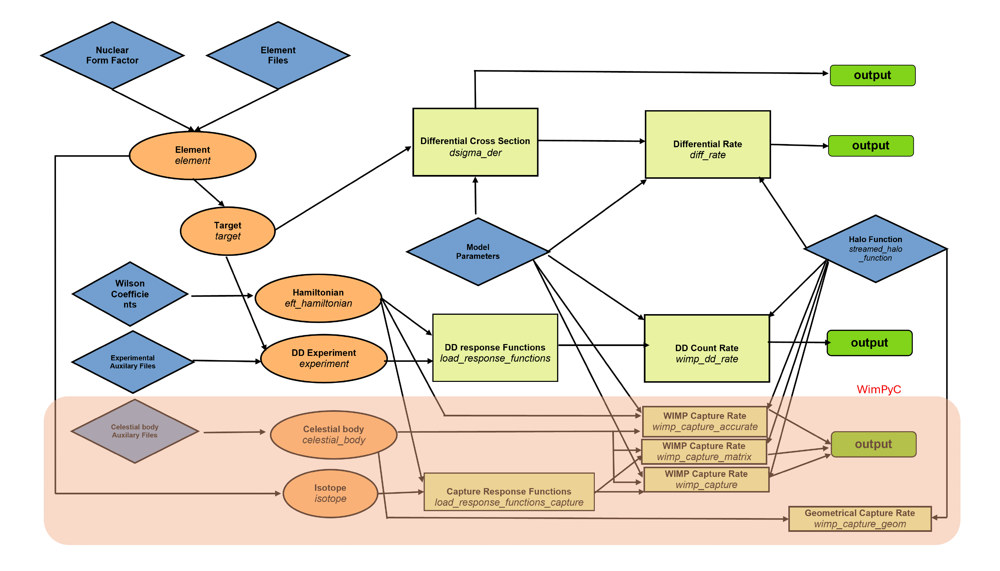 Nuclear
Form Factor
Element
Files
output
Differential Cross Section
dsigma_der
Differential Rate
diff_rate
output
Element
element
Target
target
Model
Parameters
Halo Function
streamed_halo
_function
Wilson
Coefficie
nts
Hamiltonian
eft_hamiltonian
Experimental
Auxilary Files
DD Experiment
experiment
DD response Functions
load_response_functions
DD Count Rate
wimp_dd_rate
output
WimPyC
Celestial body
Auxilary Files
Celestial body
celestial_body
WIMP Capture Rate
wimp_capture_accurate
WIMP Capture Rate
wimp_capture_matrix
WIMP Capture Rate
wimp_capture
output
Isotope
isotope
Capture Response Functions
load_response_functions_capture
Geometrical Capture Rate
wimp_capture_geom